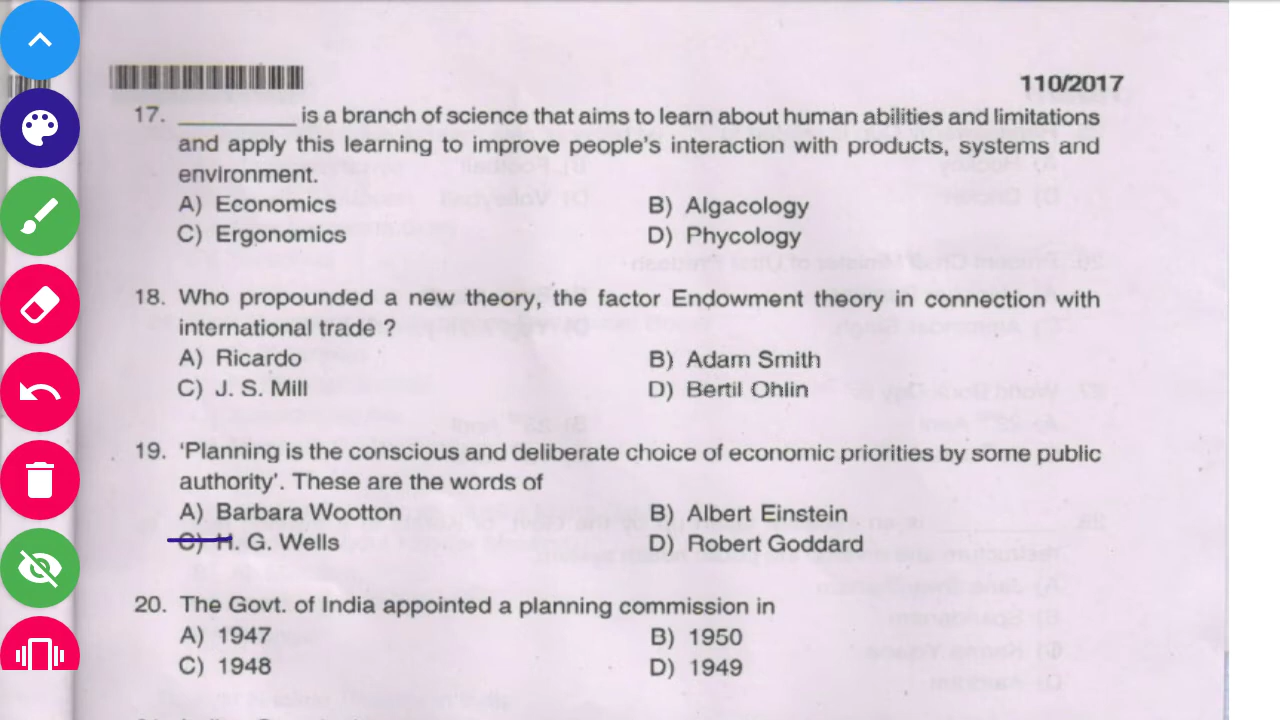 110/2017
17. ________ is a branch of science that aims to learn about human abilities and limitations
and apply this learning to improve people's interaction with products, systems and
environment.
A) Economics B) Algacology
C) Ergonomics D) Phycology
18. Who propounded a new theory, the factor Endowment theory in connection with
international trade ?
A) Ricardo B) Adam Smith
C) J. S. Mill D) Bertil Ohlin
19. 'Planning is the conscious and deliberate choice of economic priorities by some public
authority'. These are the words of
A) Barbara Wootton B) Albert Einstein
C) H. G. Wells D) Robert Goddard
20. The Govt. of India appointed a planning commission in
A) 1947 B) 1950
C) 1948 D) 1949